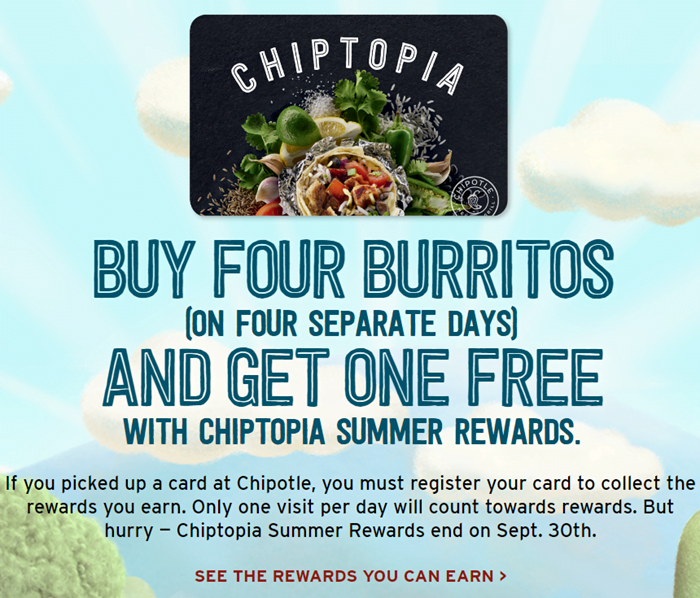 CHIPTOPIA
CHIPOTLE
BUY FOUR BURRITOS
(ON FOUR SEPARATE DAYS)
AND GET ONE FREE
WITH CHIPTOPIA SUMMER REWARDS.
If you picked up a card at Chipotle, you must register your card to collect the
rewards you earn. Only one visit per day will count towards rewards. But
hurry – Chiptopia Summer Rewards end on Sept. 30th.
SEE THE REWARDS YOU CAN EARN >